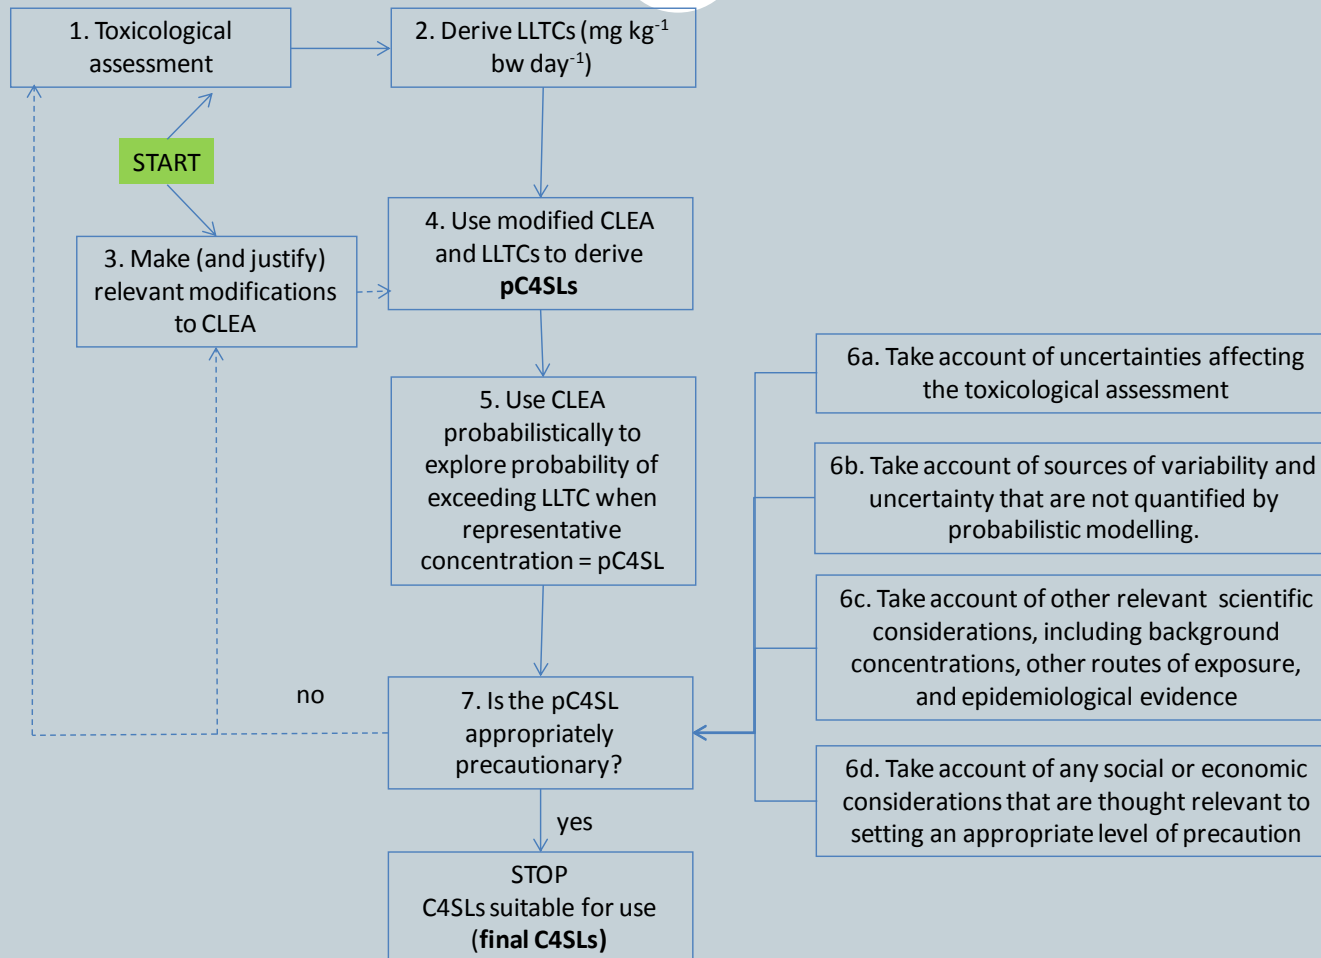 1. Toxicological
assessment
2. Derive LLTCs (mg kg⁻¹
bw day⁻¹)
START
3. Make (and justify)
relevant modifications
to CLEA
4. Use modified CLEA
and LLTCs to derive
pC4SLs
5. Use CLEA
probabilistically to
explore probability of
exceeding LLTC when
representative
concentration = pC4SL
6a. Take account of uncertainties affecting
the toxicological assessment
6b. Take account of sources of variability and
uncertainty that are not quantified by
probabilistic modelling.
6c. Take account of other relevant scientific
considerations, including background
concentrations, other routes of exposure,
and epidemiological evidence
6d. Take account of any social or economic
considerations that are thought relevant to
setting an appropriate level of precaution
no
7. Is the pC4SL
appropriately
precautionary?
yes
STOP
C4SLs suitable for use
(final C4SLs)